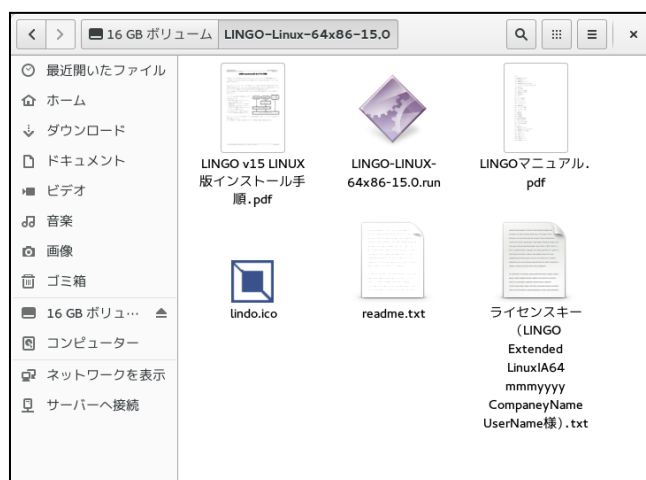 16 GB ボリューム LINGO-Linux-64x86-15.0
最近開いたファイル
ホーム
ダウンロード
ドキュメント
ビデオ
音楽
画像
ゴミ箱
16 GB ボリュ…
コンピューター
ネットワークを表示
サーバーへ接続
LINGO v15 LINUX
版インストール手
順.pdf
LINGO-LINUX-
64x86-15.0.run
LINGOマニュアル.
pdf
lindo.ico
readme.txt
ライセンスキー
(LINGO
Extended
LinuxIA64
mmmyyyy
CompaneyName
UserName様).txt